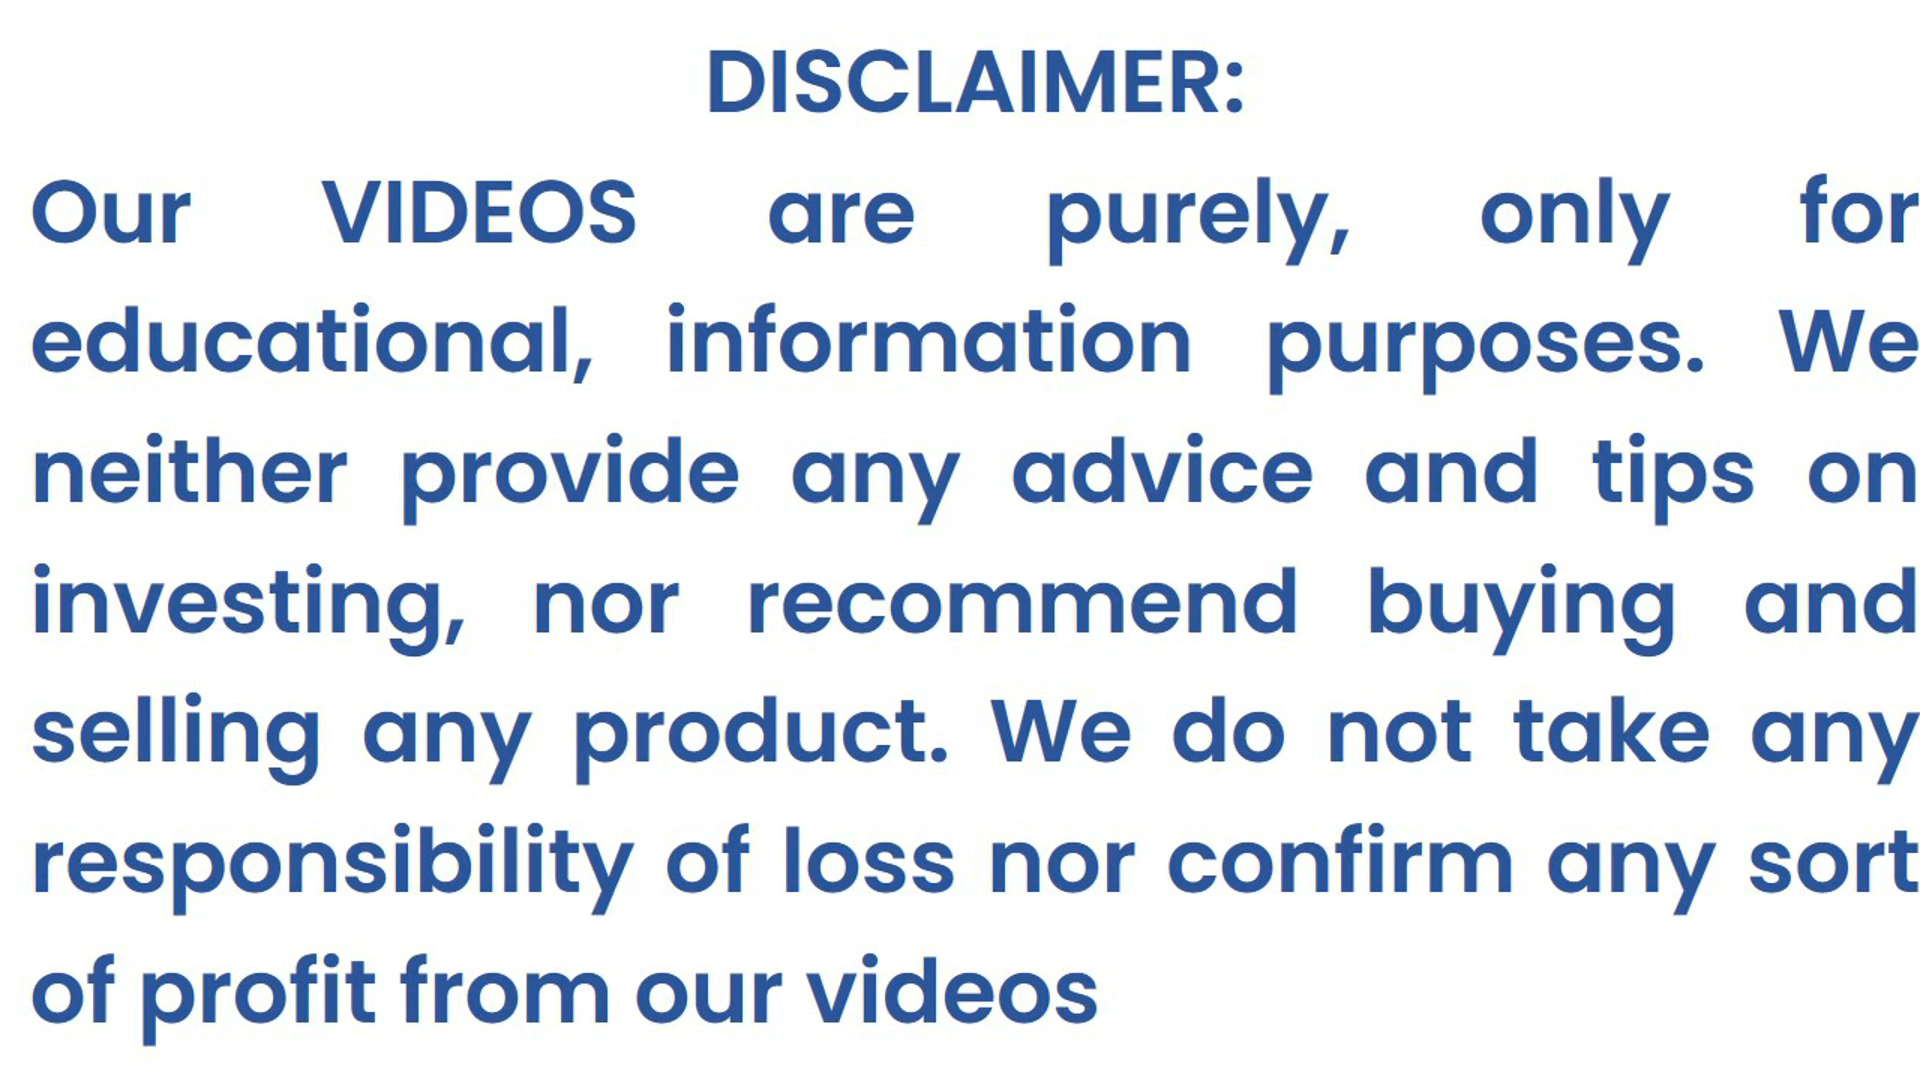 DISCLAIMER:
Our VIDEOS are purely, only for
educational, information purposes. We
neither provide any advice and tips on
investing, nor recommend buying and
selling any product. We do not take any
responsibility of loss nor confirm any sort
of profit from our videos